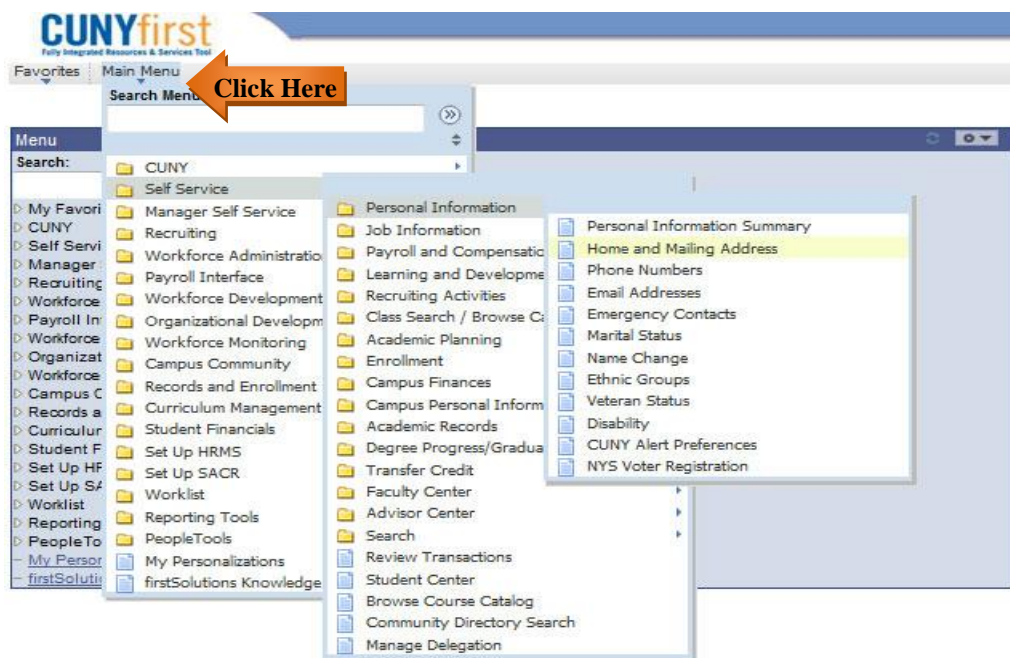 CUNYfirst
Fully Integrated Resources & Services Tool
Favorites Main Menu
Click Here
Search Menu
Menu
Search:
My Favori
CUNY
Self Servi
Manager
Recruiting
Workforce
Payroll In
Workforce
Organizat
Workforce
Campus C
Records a
Curriculur
Student F
Set Up HF
Set Up SA
Worklist
Reporting
PeopleTo
My Person
firstSoluti
CUNY
Self Service
Manager Self Service
Recruiting
Workforce Administratio
Payroll Interface
Workforce Development
Organizational Developm
Workforce Monitoring
Campus Community
Records and Enrollment
Curriculum Management
Student Financials
Set Up HRMS
Set Up SACR
Worklist
Reporting Tools
PeopleTools
My Personalizations
firstSolutions Knowledge
Personal Information
Job Information
Payroll and Compensatio
Learning and Developme
Recruiting Activities
Class Search / Browse Ca
Academic Planning
Enrollment
Campus Finances
Campus Personal Inform
Academic Records
Degree Progress/Gradua
Transfer Credit
Faculty Center
Advisor Center
Search
Review Transactions
Student Center
Browse Course Catalog
Community Directory Search
Manage Delegation
Personal Information Summary
Home and Mailing Address
Phone Numbers
Email Addresses
Emergency Contacts
Marital Status
Name Change
Ethnic Groups
Veteran Status
Disability
CUNY Alert Preferences
NYS Voter Registration